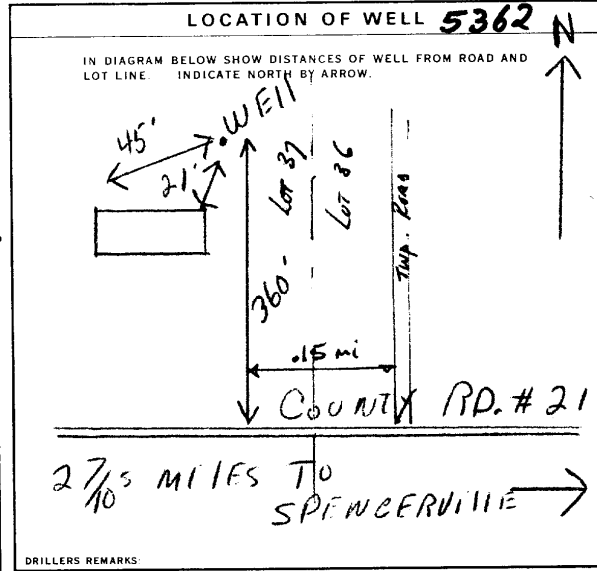 LOCATION OF WELL 5362 N
IN DIAGRAM BELOW SHOW DISTANCES OF WELL FROM ROAD AND
LOT LINE. INDICATE NORTH BY ARROW.
.WEll
45'
21'
LOT 37
LOT 36
TWP. ROAD
360'
.15 mi
COUNTY RD. # 21
2 7/10s MILES TO
SPENCERVIllE
DRILLERS REMARKS: